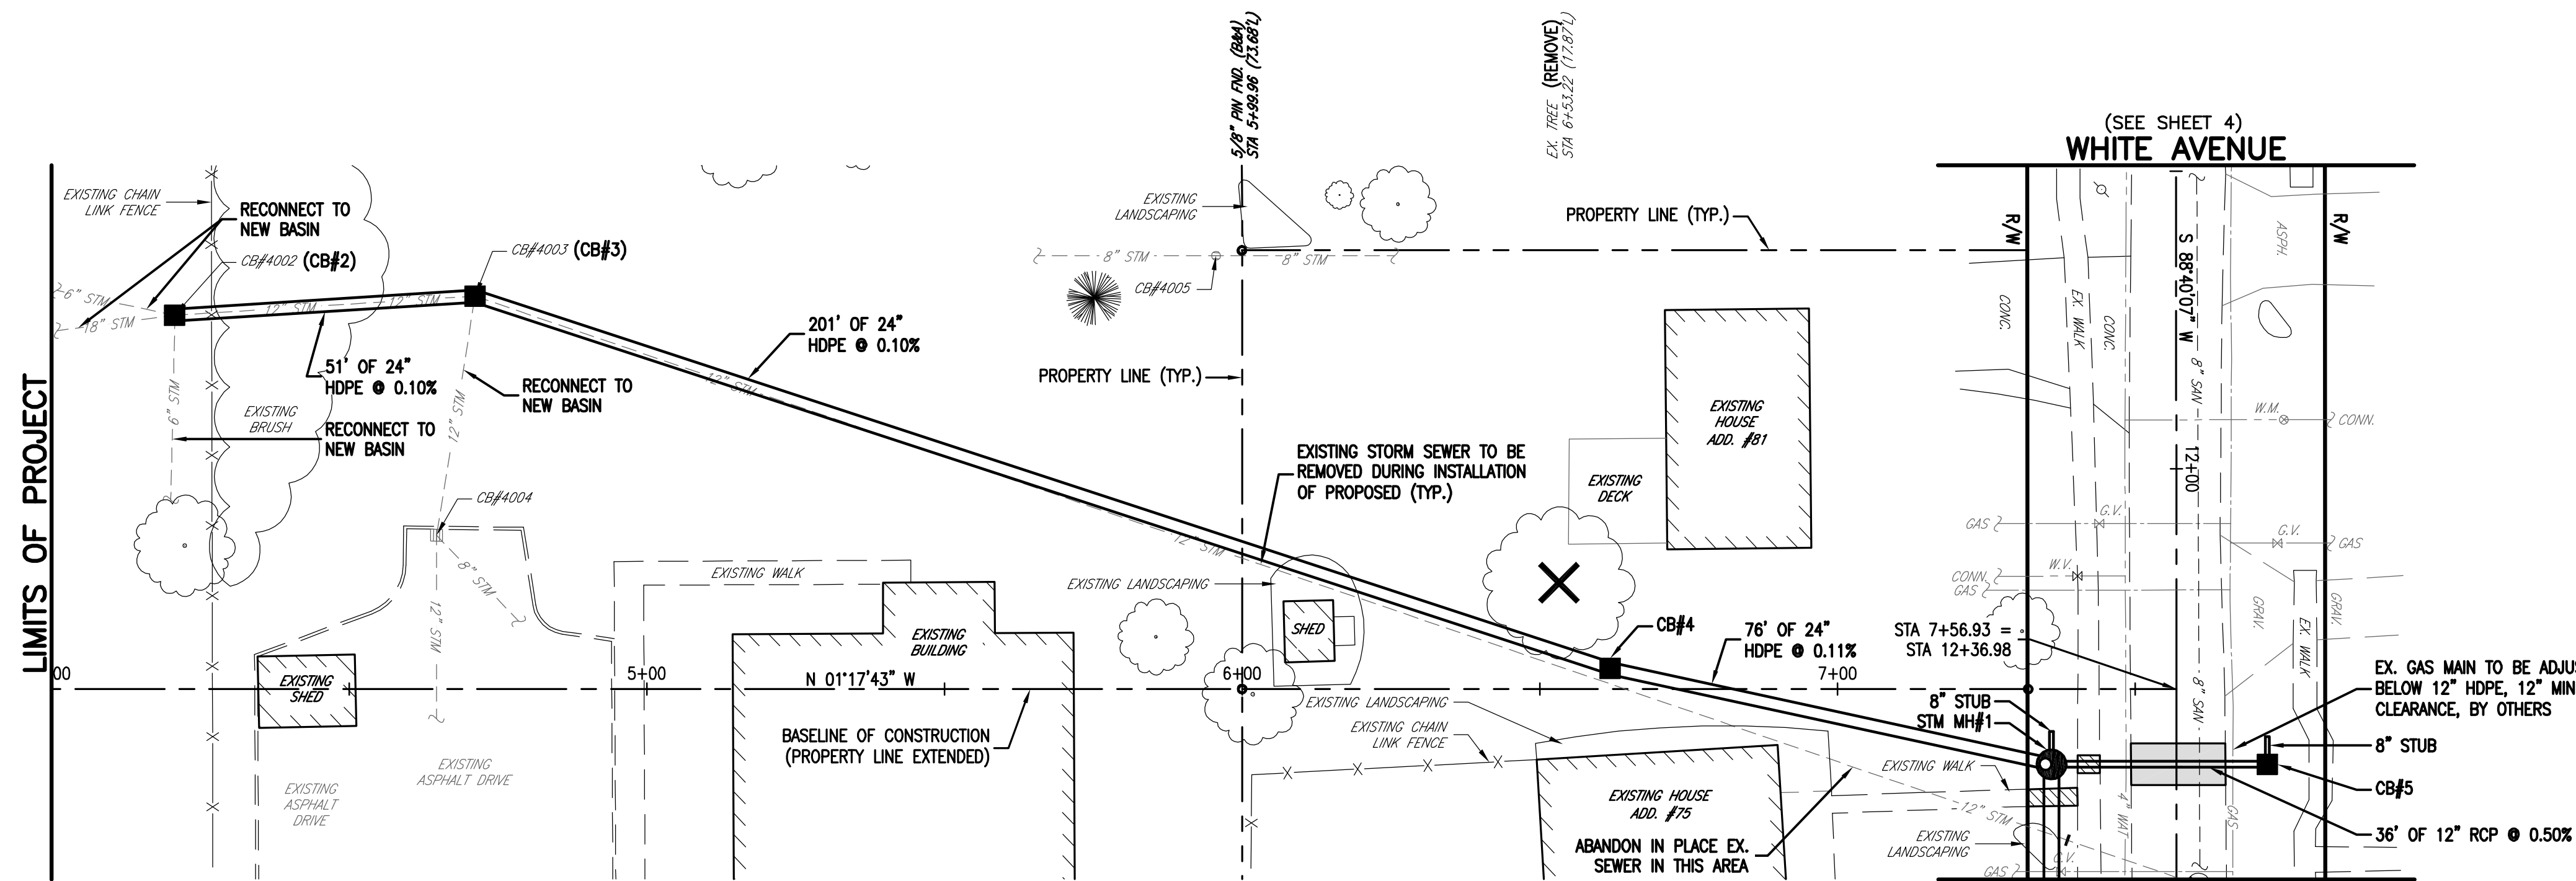 5/8" PIN FND. (B&A)
STA 5+99.96 (73.68'L)
EX. TREE (REMOVE)
STA 6+53.22 (17.87'L)
(SEE SHEET 4)
WHITE AVENUE
EXISTING CHAIN
LINK FENCE
RECONNECT TO
NEW BASIN
CB#4002 (CB#2)
CB#4003 (CB#3)
6" STM
18" STM
12" STM
12" STM
51' OF 24"
HDPE @ 0.10%
201' OF 24"
HDPE @ 0.10%
RECONNECT TO
NEW BASIN
EXISTING
BRUSH
RECONNECT TO
NEW BASIN
6" STM
12" STM
12" STM
CB#4004
8" STM
12" STM
LIMITS OF PROJECT
00
EXISTING
SHED
EXISTING
ASPHALT
DRIVE
EXISTING
ASPHALT DRIVE
5+00
EXISTING WALK
EXISTING
BUILDING
N 01°17'43" W
BASELINE OF CONSTRUCTION
(PROPERTY LINE EXTENDED)
EXISTING
LANDSCAPING
8" STM
8" STM
CB#4005
PROPERTY LINE (TYP.)
PROPERTY LINE (TYP.)
EXISTING STORM SEWER TO BE
REMOVED DURING INSTALLATION
OF PROPOSED (TYP.)
12" STM
EXISTING LANDSCAPING
SHED
6+00
EXISTING
HOUSE
ADD. #81
EXISTING
DECK
CB#4
76' OF 24"
HDPE @ 0.11%
7+00
EXISTING LANDSCAPING
EXISTING CHAIN
LINK FENCE
EXISTING HOUSE
ADD. #75
ABANDON IN PLACE EX.
SEWER IN THIS AREA
STA 7+56.93 =
STA 12+36.98
8" STUB
STM MH#1
EXISTING WALK
12" STM
EXISTING
LANDSCAPING
R/W
R/W
S 88°40'07" W
CONC.
EX. WALK
CONC.
8" SAN
ASPH.
W.M.
CONN.
12+00
GAS
G.V.
G.V.
GAS
CONN.
W.V.
GAS
GRAV.
GRAV.
EX. WALK
8" SAN
4" WAT
GAS
G.V.
GAS
EX. GAS MAIN TO BE ADJUS
BELOW 12" HDPE, 12" MIN
CLEARANCE, BY OTHERS
8" STUB
CB#5
36' OF 12" RCP @ 0.50%